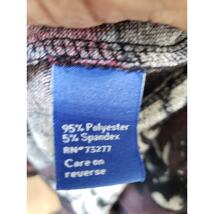 95% Polyester
5% Spandex
RN# 73277
Care on
reverse